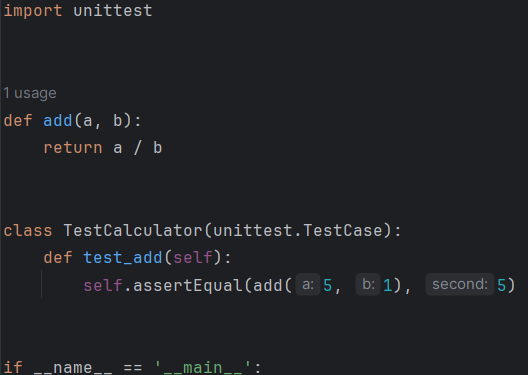 import unittest
1 usage
def add(a, b):
    return a / b
class TestCalculator(unittest.TestCase):
    def test_add(self):
        self.assertEqual(add( a: 5, b: 1), second: 5)
if __name__ == '__main__':